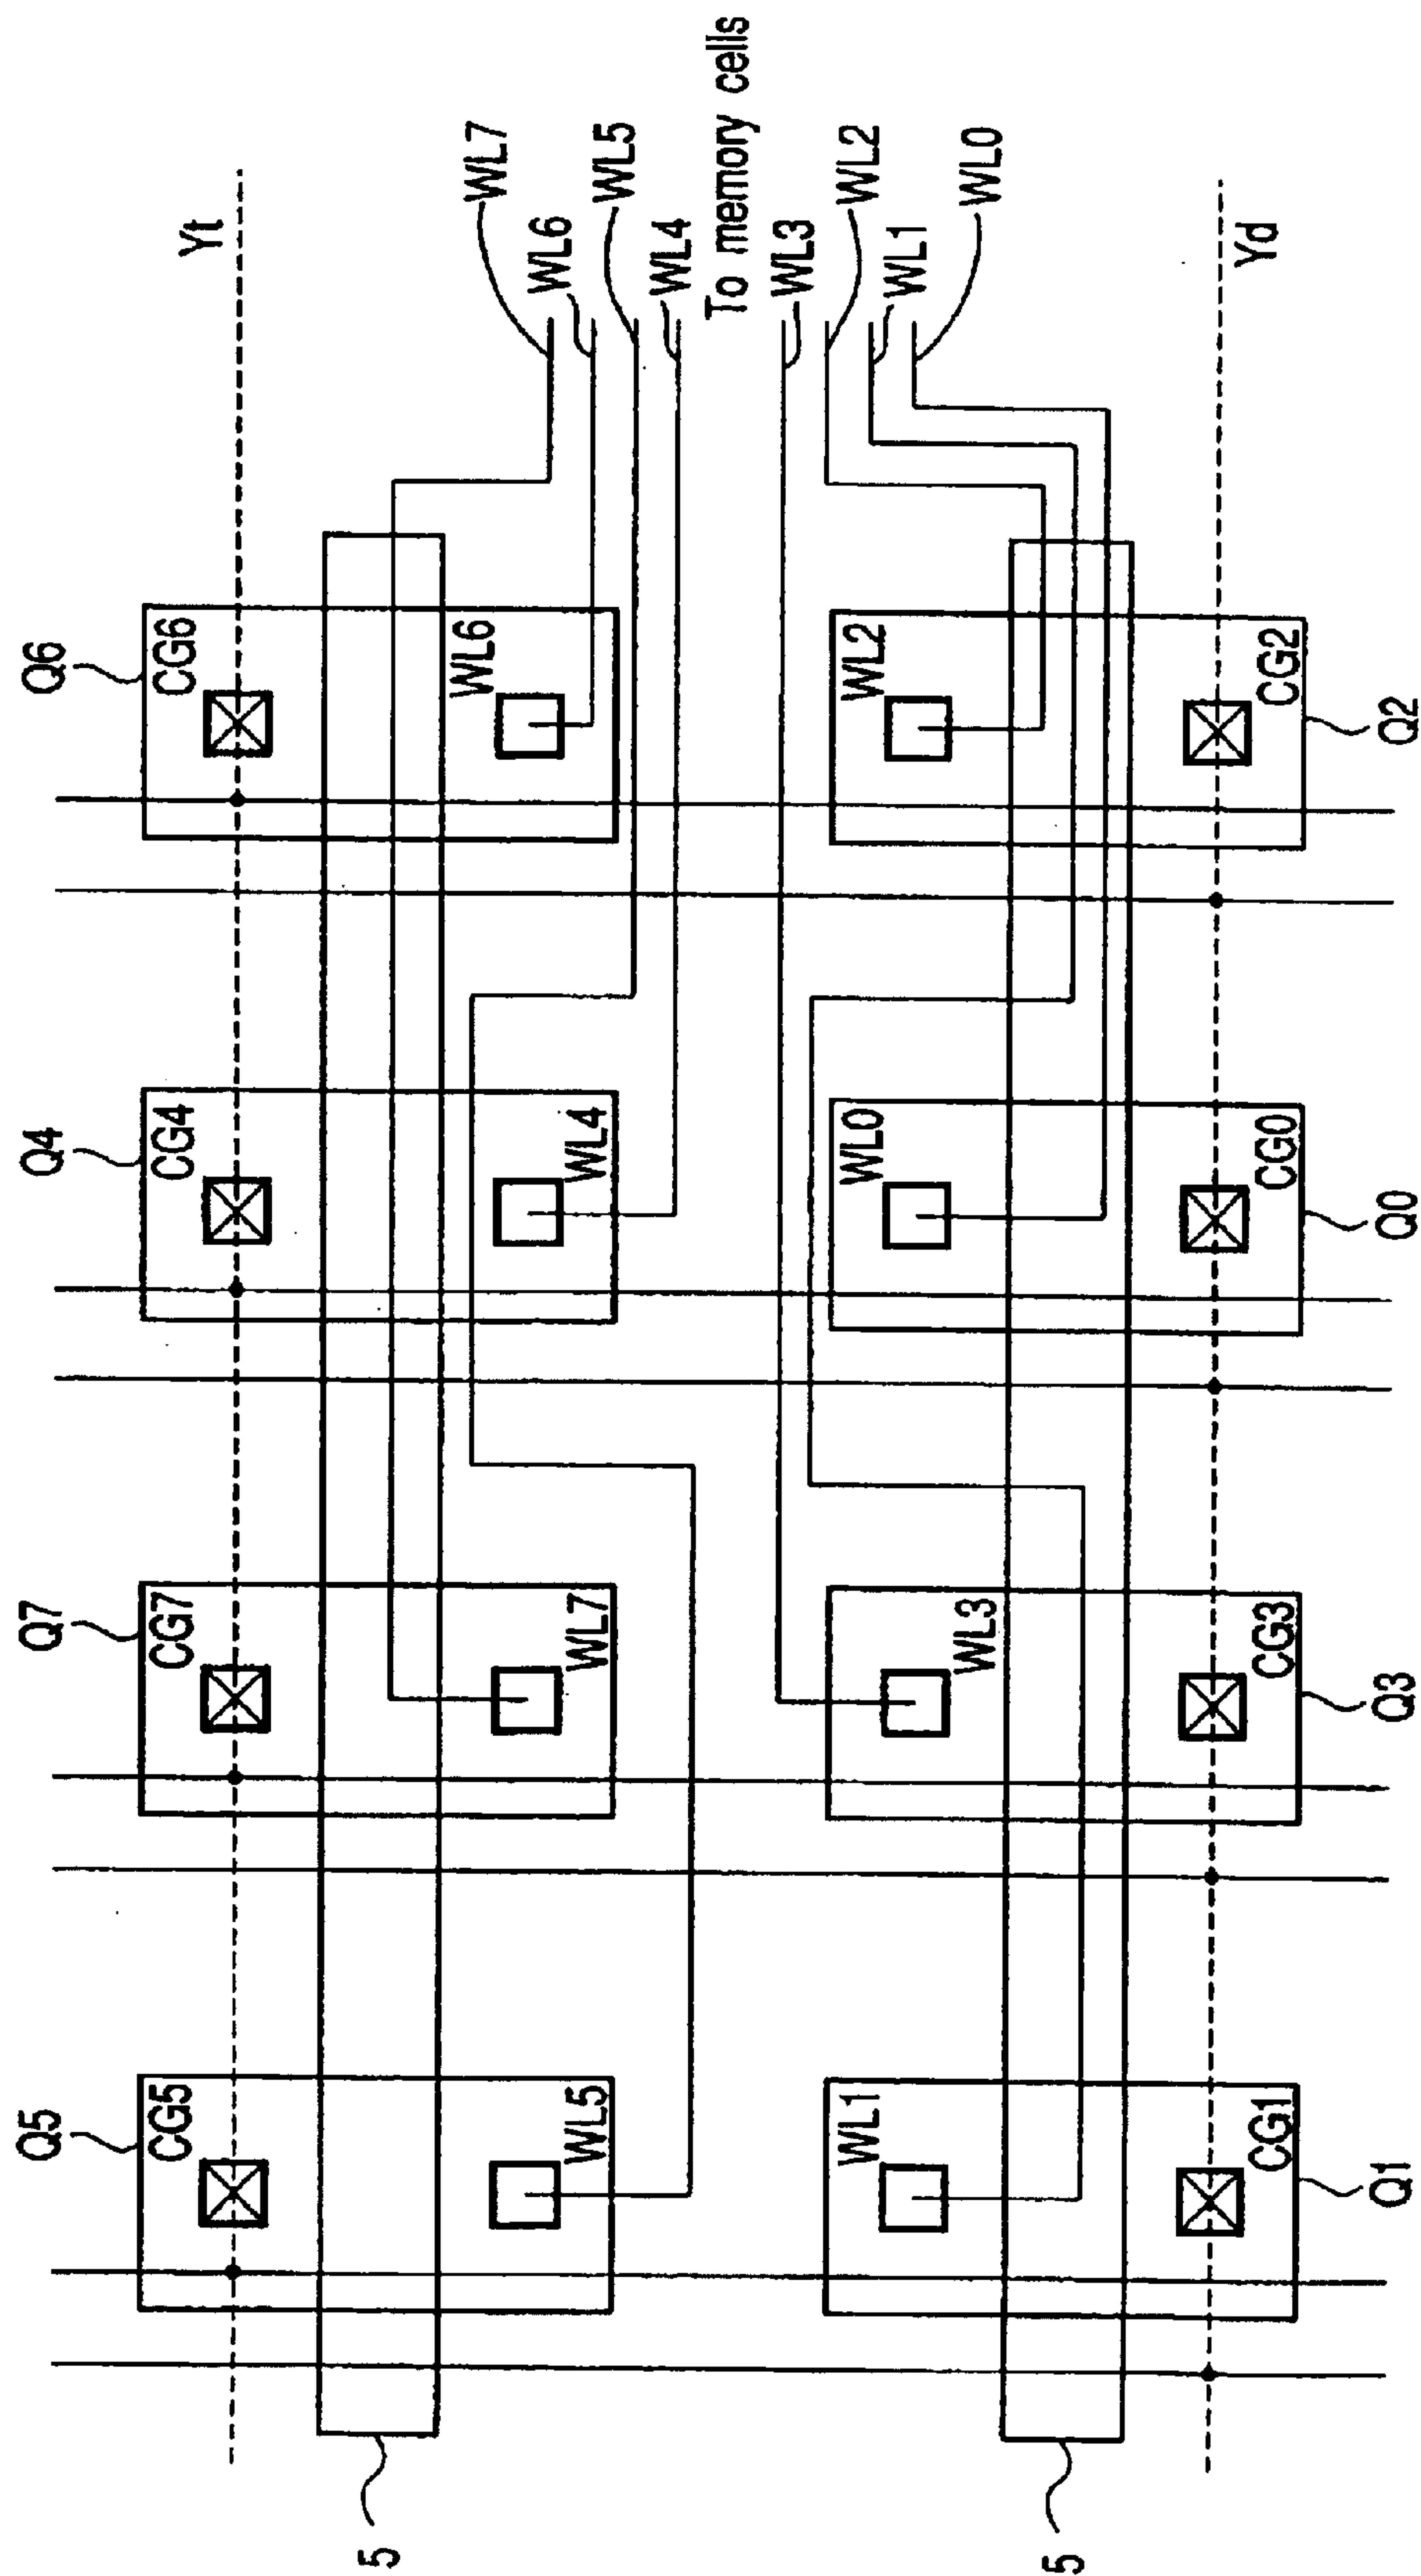 Q5
Q7
Q4
Q6
CG5
CG7
CG4
CG6
Yt
5
WL5
WL7
WL4
WL6
WL7
WL6
WL5
WL4
To memory cells
WL3
WL2
WL1
WL0
WL1
WL3
WL0
WL2
5
CG1
CG3
CG0
CG2
Yd
Q1
Q3
Q0
Q2